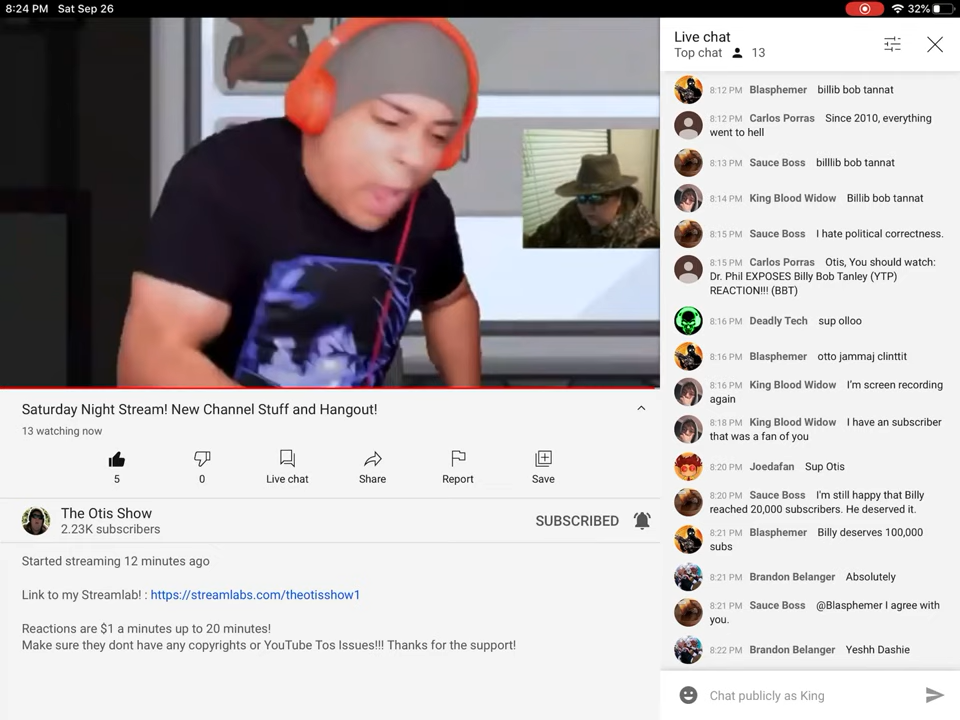 8:24 PM Sat Sep 26
32%
Live chat
Top chat 13
8:12 PM Blasphemer billib bob tannat
8:12 PM Carlos Porras Since 2010, everything
went to hell
8:13 PM Sauce Boss billlib bob tannat
8:14 PM King Blood Widow Billib bob tannat
8:15 PM Sauce Boss I hate political correctness.
8:15 PM Carlos Porras Otis, You should watch:
Dr. Phil EXPOSES Billy Bob Tanley (YTP)
REACTION!!! (BBT)
8:16 PM Deadly Tech sup olloo
8:16 PM Blasphemer otto jammaj clinttit
8:16 PM King Blood Widow I'm screen recording
again
8:18 PM King Blood Widow I have an subscriber
that was a fan of you
8:20 PM Joedafan Sup Otis
8:20 PM Sauce Boss I'm still happy that Billy
reached 20,000 subscribers. He deserved it.
8:21 PM Blasphemer Billy deserves 100,000
subs
8:21 PM Brandon Belanger Absolutely
8:21 PM Sauce Boss @Blasphemer I agree with
you.
8:22 PM Brandon Belanger Yeshh Dashie
Chat publicly as King
Saturday Night Stream! New Channel Stuff and Hangout!
13 watching now
5 0 Live chat Share Report Save
The Otis Show
2.23K subscribers
SUBSCRIBED
Started streaming 12 minutes ago
Link to my Streamlab! : https://streamlabs.com/theotisshow1
Reactions are $1 a minutes up to 20 minutes!
Make sure they dont have any copyrights or YouTube Tos Issues!!! Thanks for the support!